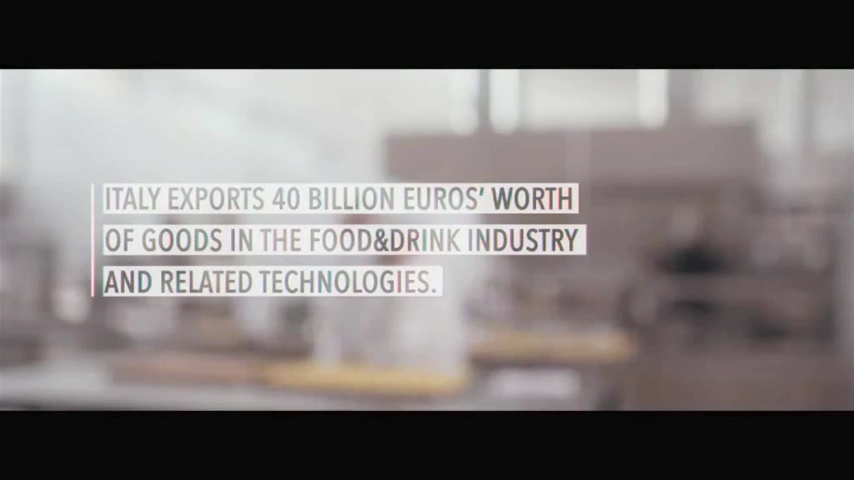 ITALY EXPORTS 40 BILLION EUROS' WORTH
OF GOODS IN THE FOOD&DRINK INDUSTRY
AND RELATED TECHNOLOGIES.